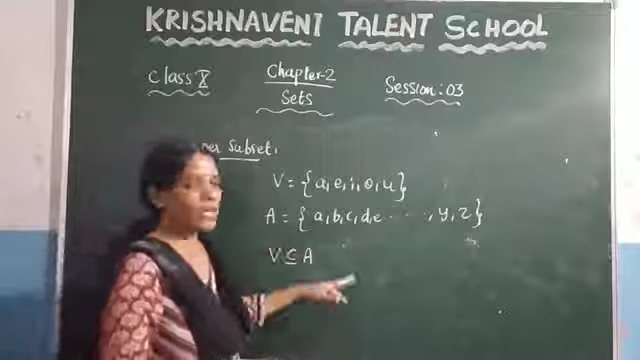 KRISHNAVENI TALENT SCHOOL
Class X
Chapter-2
Sets
Session:03
Subset.
V = {a,e,i,o,u}
A = {a,b,c,d,e . . . . , y, z}
V ⊆ A